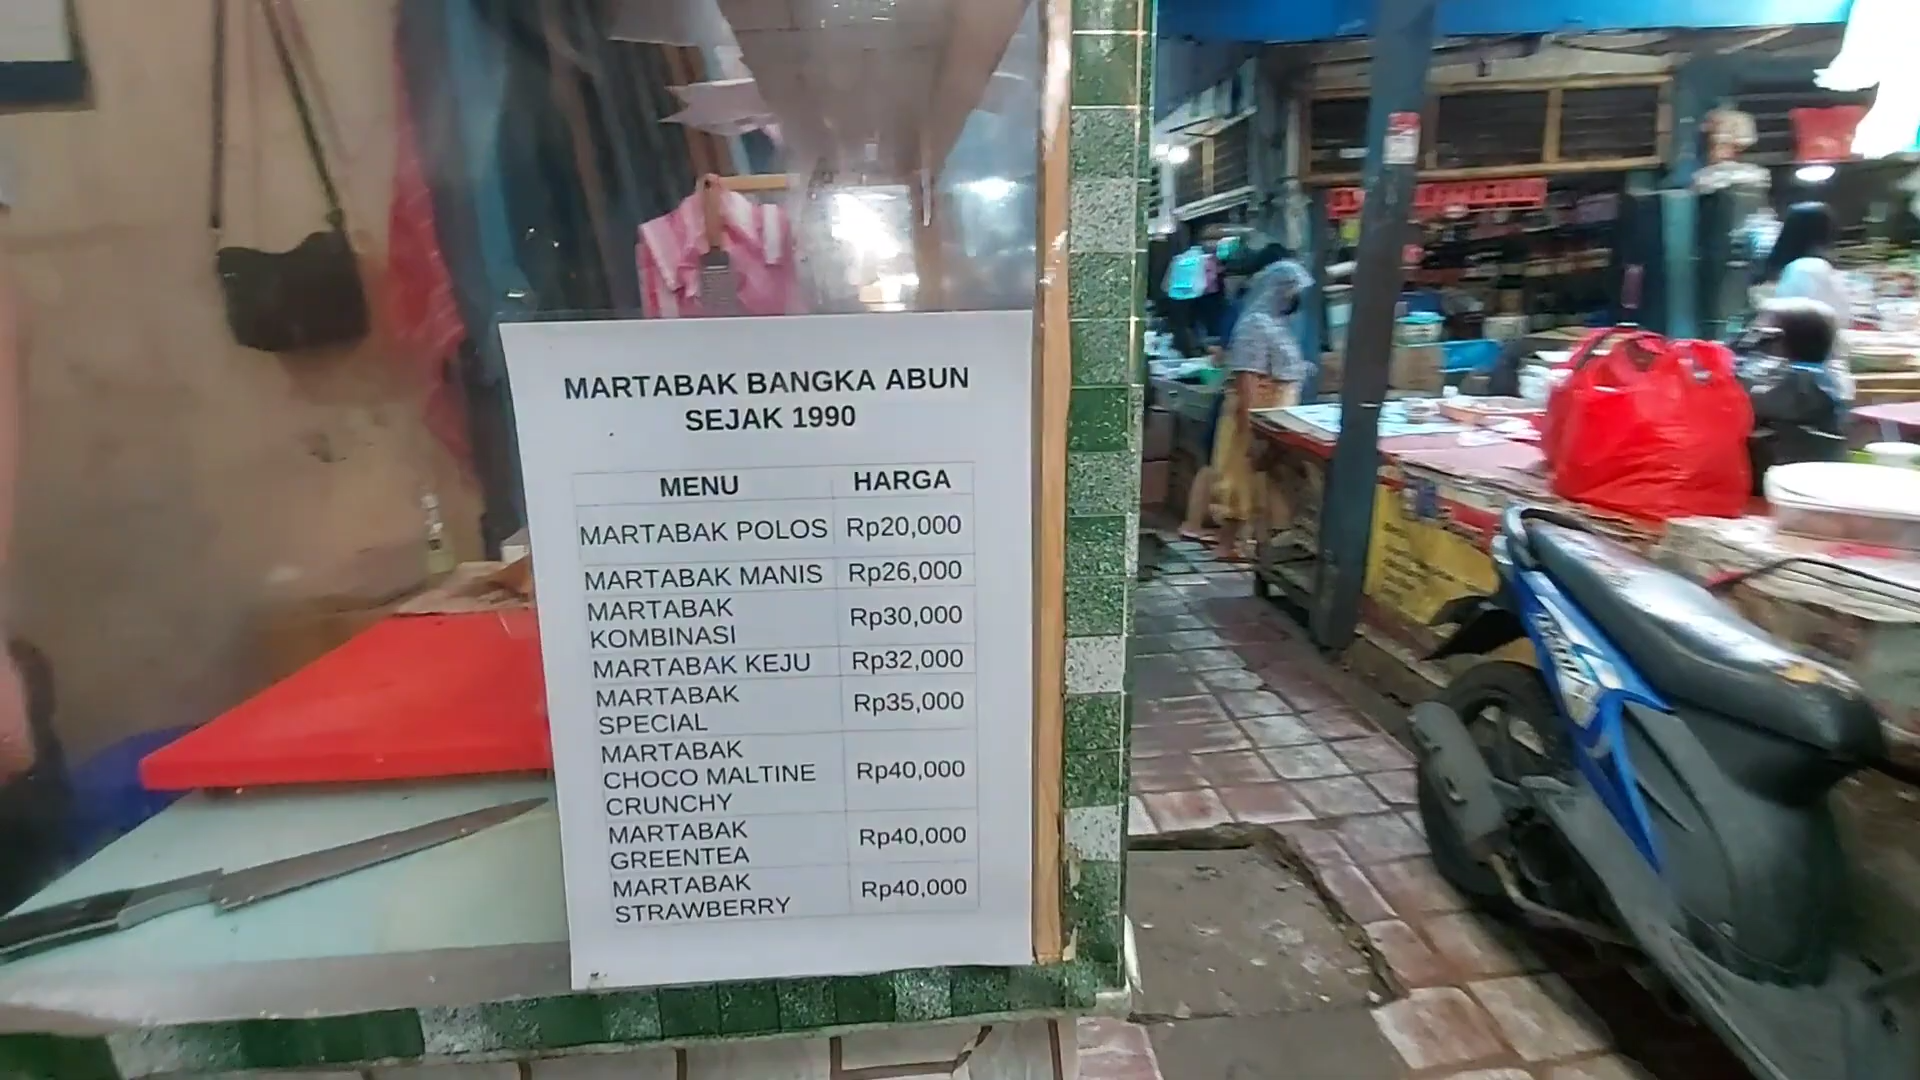 MARTABAK BANGKA ABUN
SEJAK 1990
MENU HARGA
MARTABAK POLOS Rp20,000
MARTABAK MANIS Rp26,000
MARTABAK
KOMBINASI Rp30,000
MARTABAK KEJU Rp32,000
MARTABAK
SPECIAL Rp35,000
MARTABAK
CHOCO MALTINE Rp40,000
CRUNCHY
MARTABAK
GREENTEA Rp40,000
MARTABAK
STRAWBERRY Rp40,000